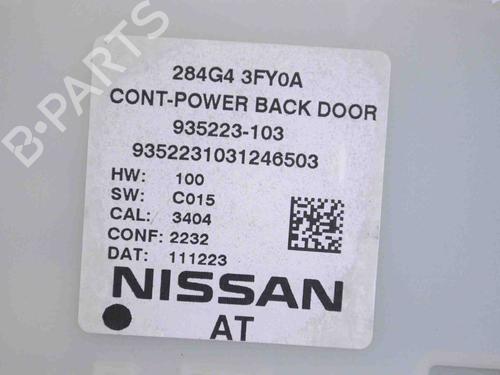 B-PARTS
284G4 3FY0A
CONT-POWER BACK DOOR
935223-103
9352231031246503
HW: 100
SW: C015
CAL: 3404
CONF: 2232
DAT: 111223
NISSAN
AT